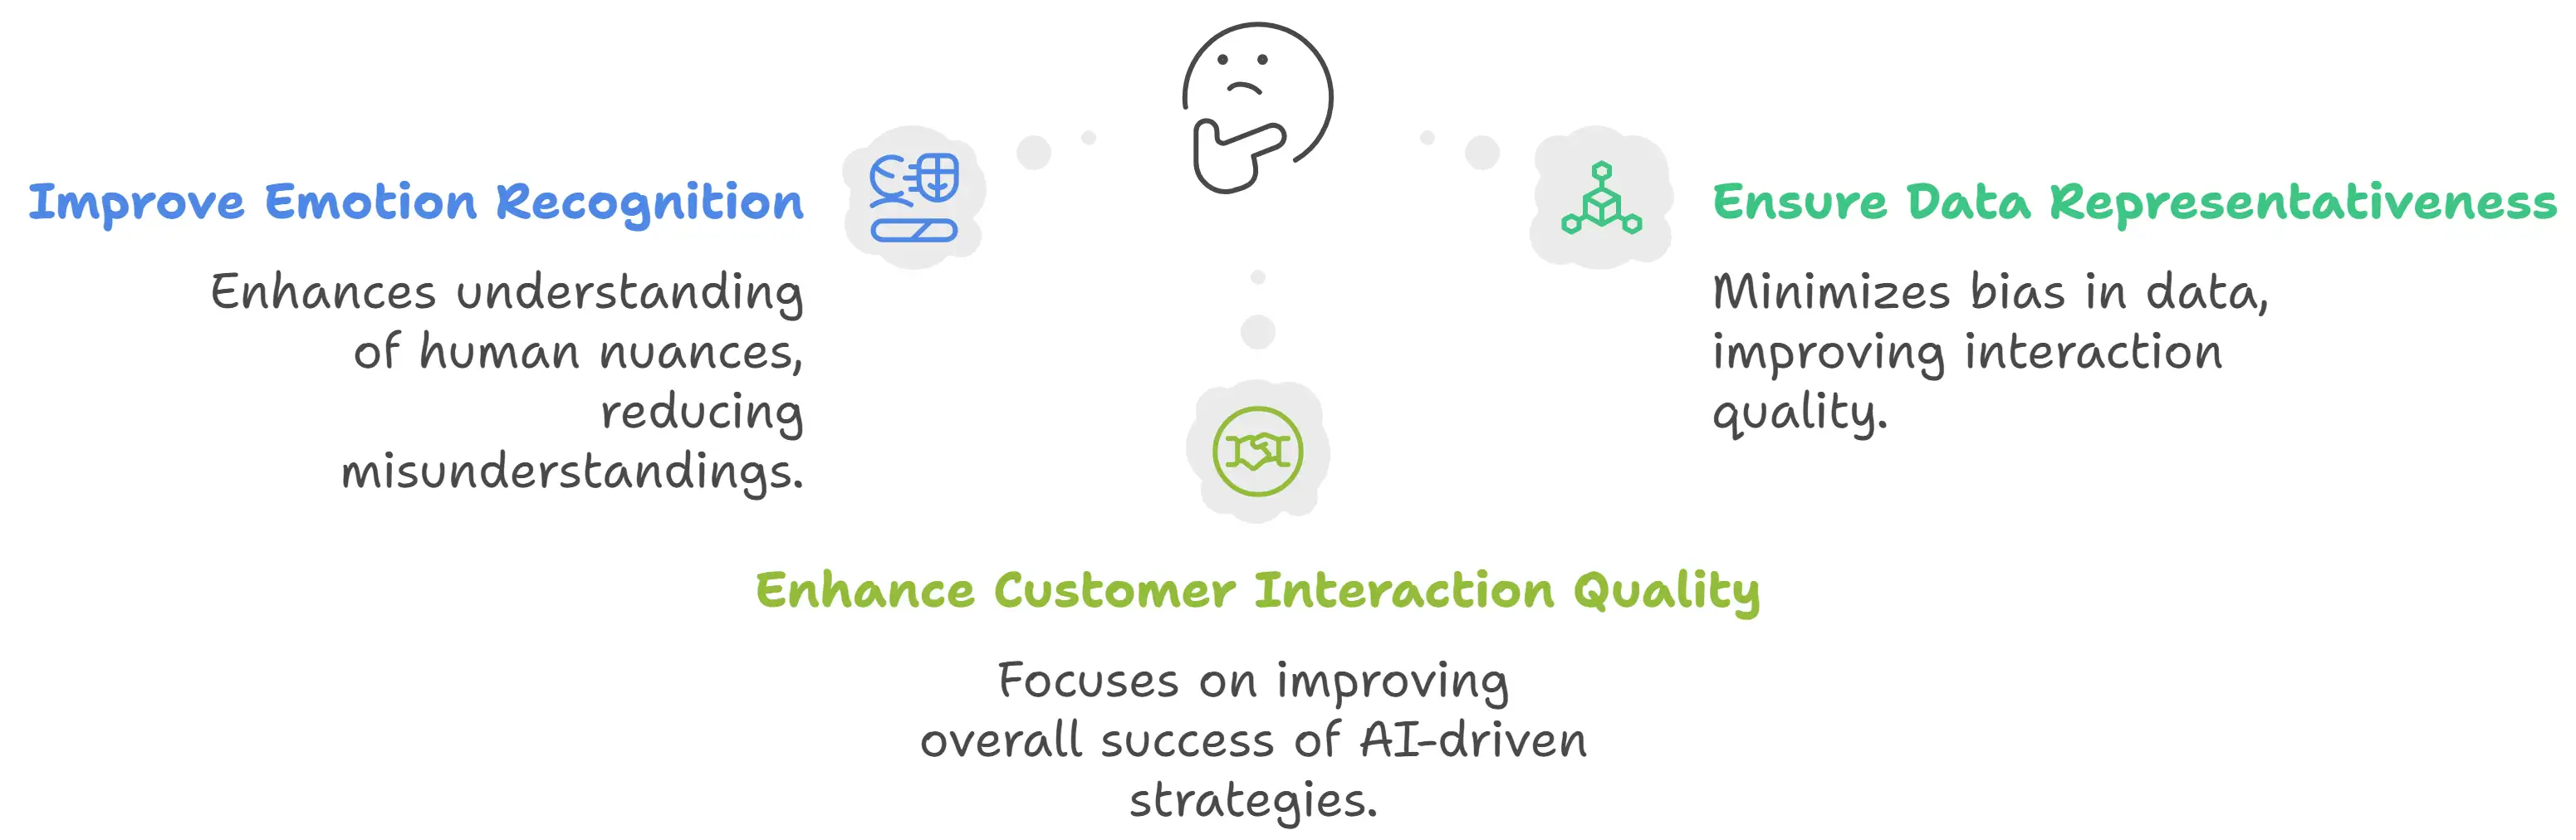 Improve Emotion Recognition
Enhances understanding
of human nuances,
reducing
misunderstandings.
Ensure Data Representativeness
Minimizes bias in data,
improving interaction
quality.
Enhance Customer Interaction Quality
Focuses on improving
overall success of AI-driven
strategies.